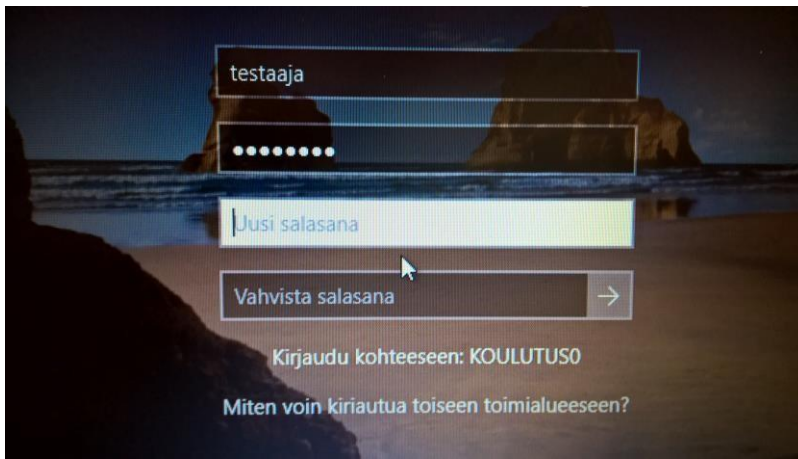 testaaja
●●●●●●●●
Uusi salasana
Vahvista salasana
Kirjaudu kohteeseen: KOULUTUS0
Miten voin kirjautua toiseen toimialueeseen?